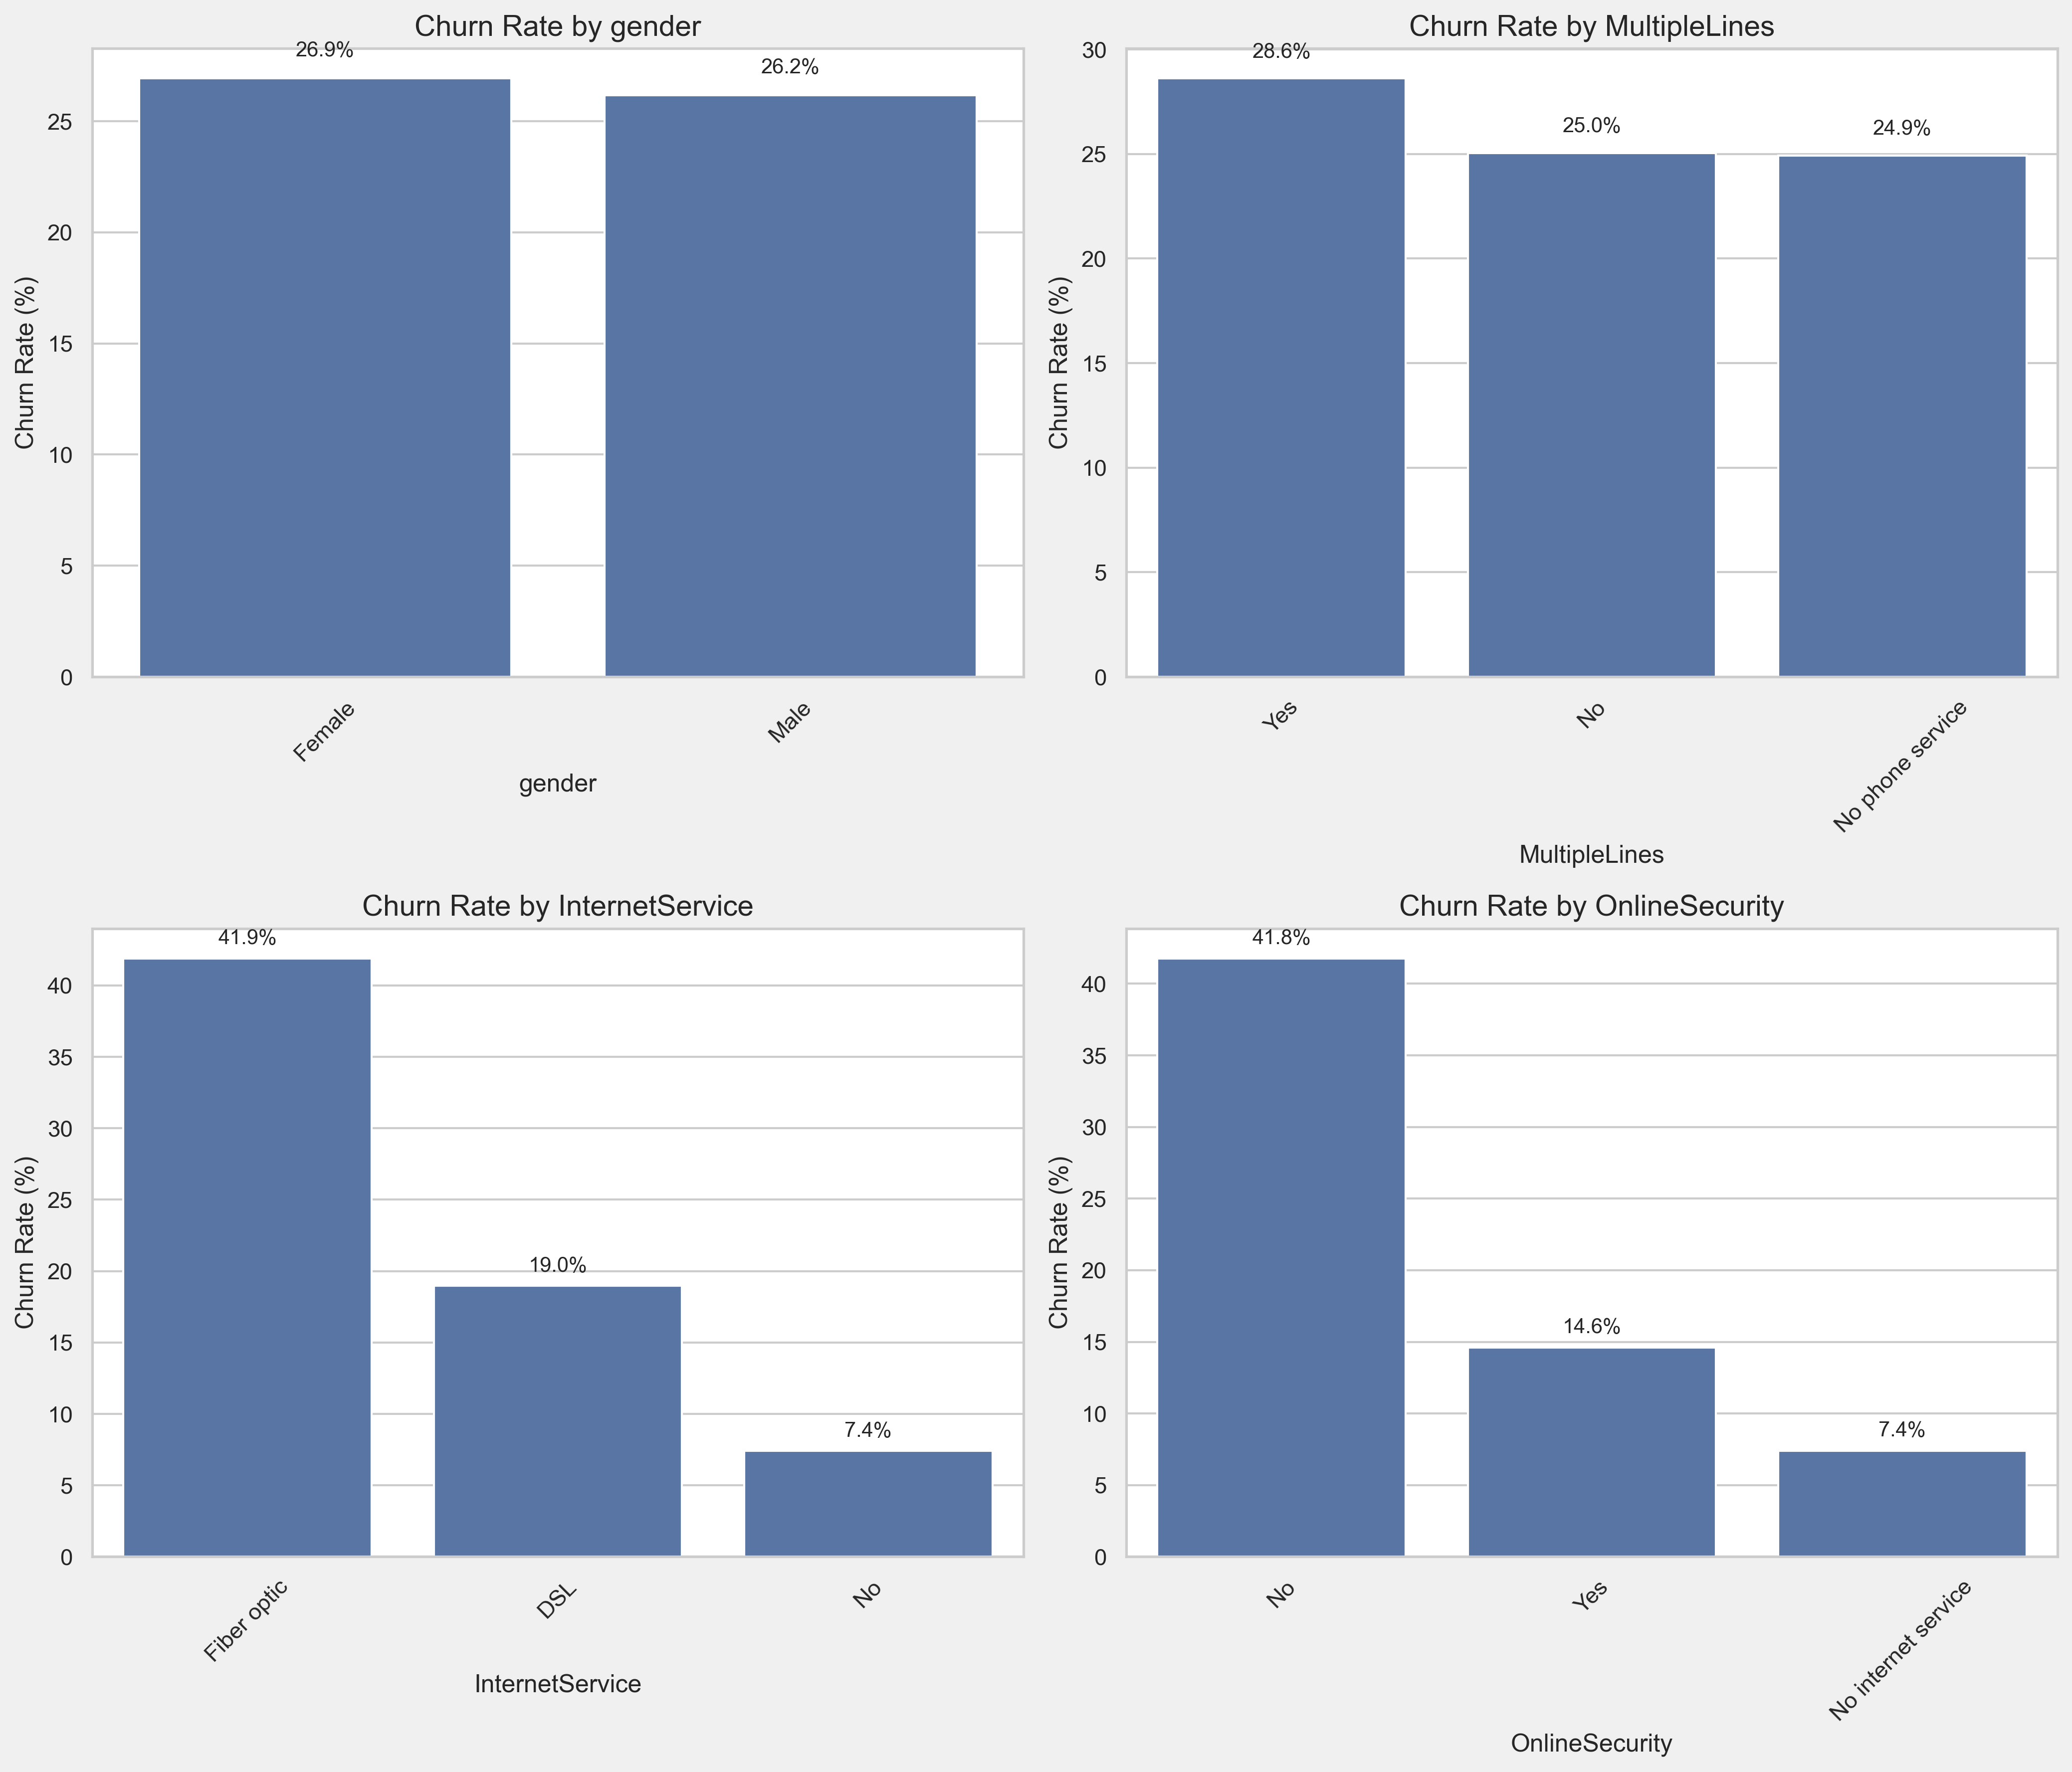 Churn Rate by gender
26.9%
26.2%
25
20
15
10
5
0
Churn Rate (%)
Female
Male
gender
Churn Rate by MultipleLines
28.6%
25.0%
24.9%
30
25
20
15
10
5
0
Churn Rate (%)
Yes
No
No phone service
MultipleLines
Churn Rate by InternetService
41.9%
19.0%
7.4%
40
35
30
25
20
15
10
5
0
Churn Rate (%)
Fiber optic
DSL
No
InternetService
Churn Rate by OnlineSecurity
41.8%
14.6%
7.4%
40
35
30
25
20
15
10
5
0
Churn Rate (%)
No
Yes
No internet service
OnlineSecurity